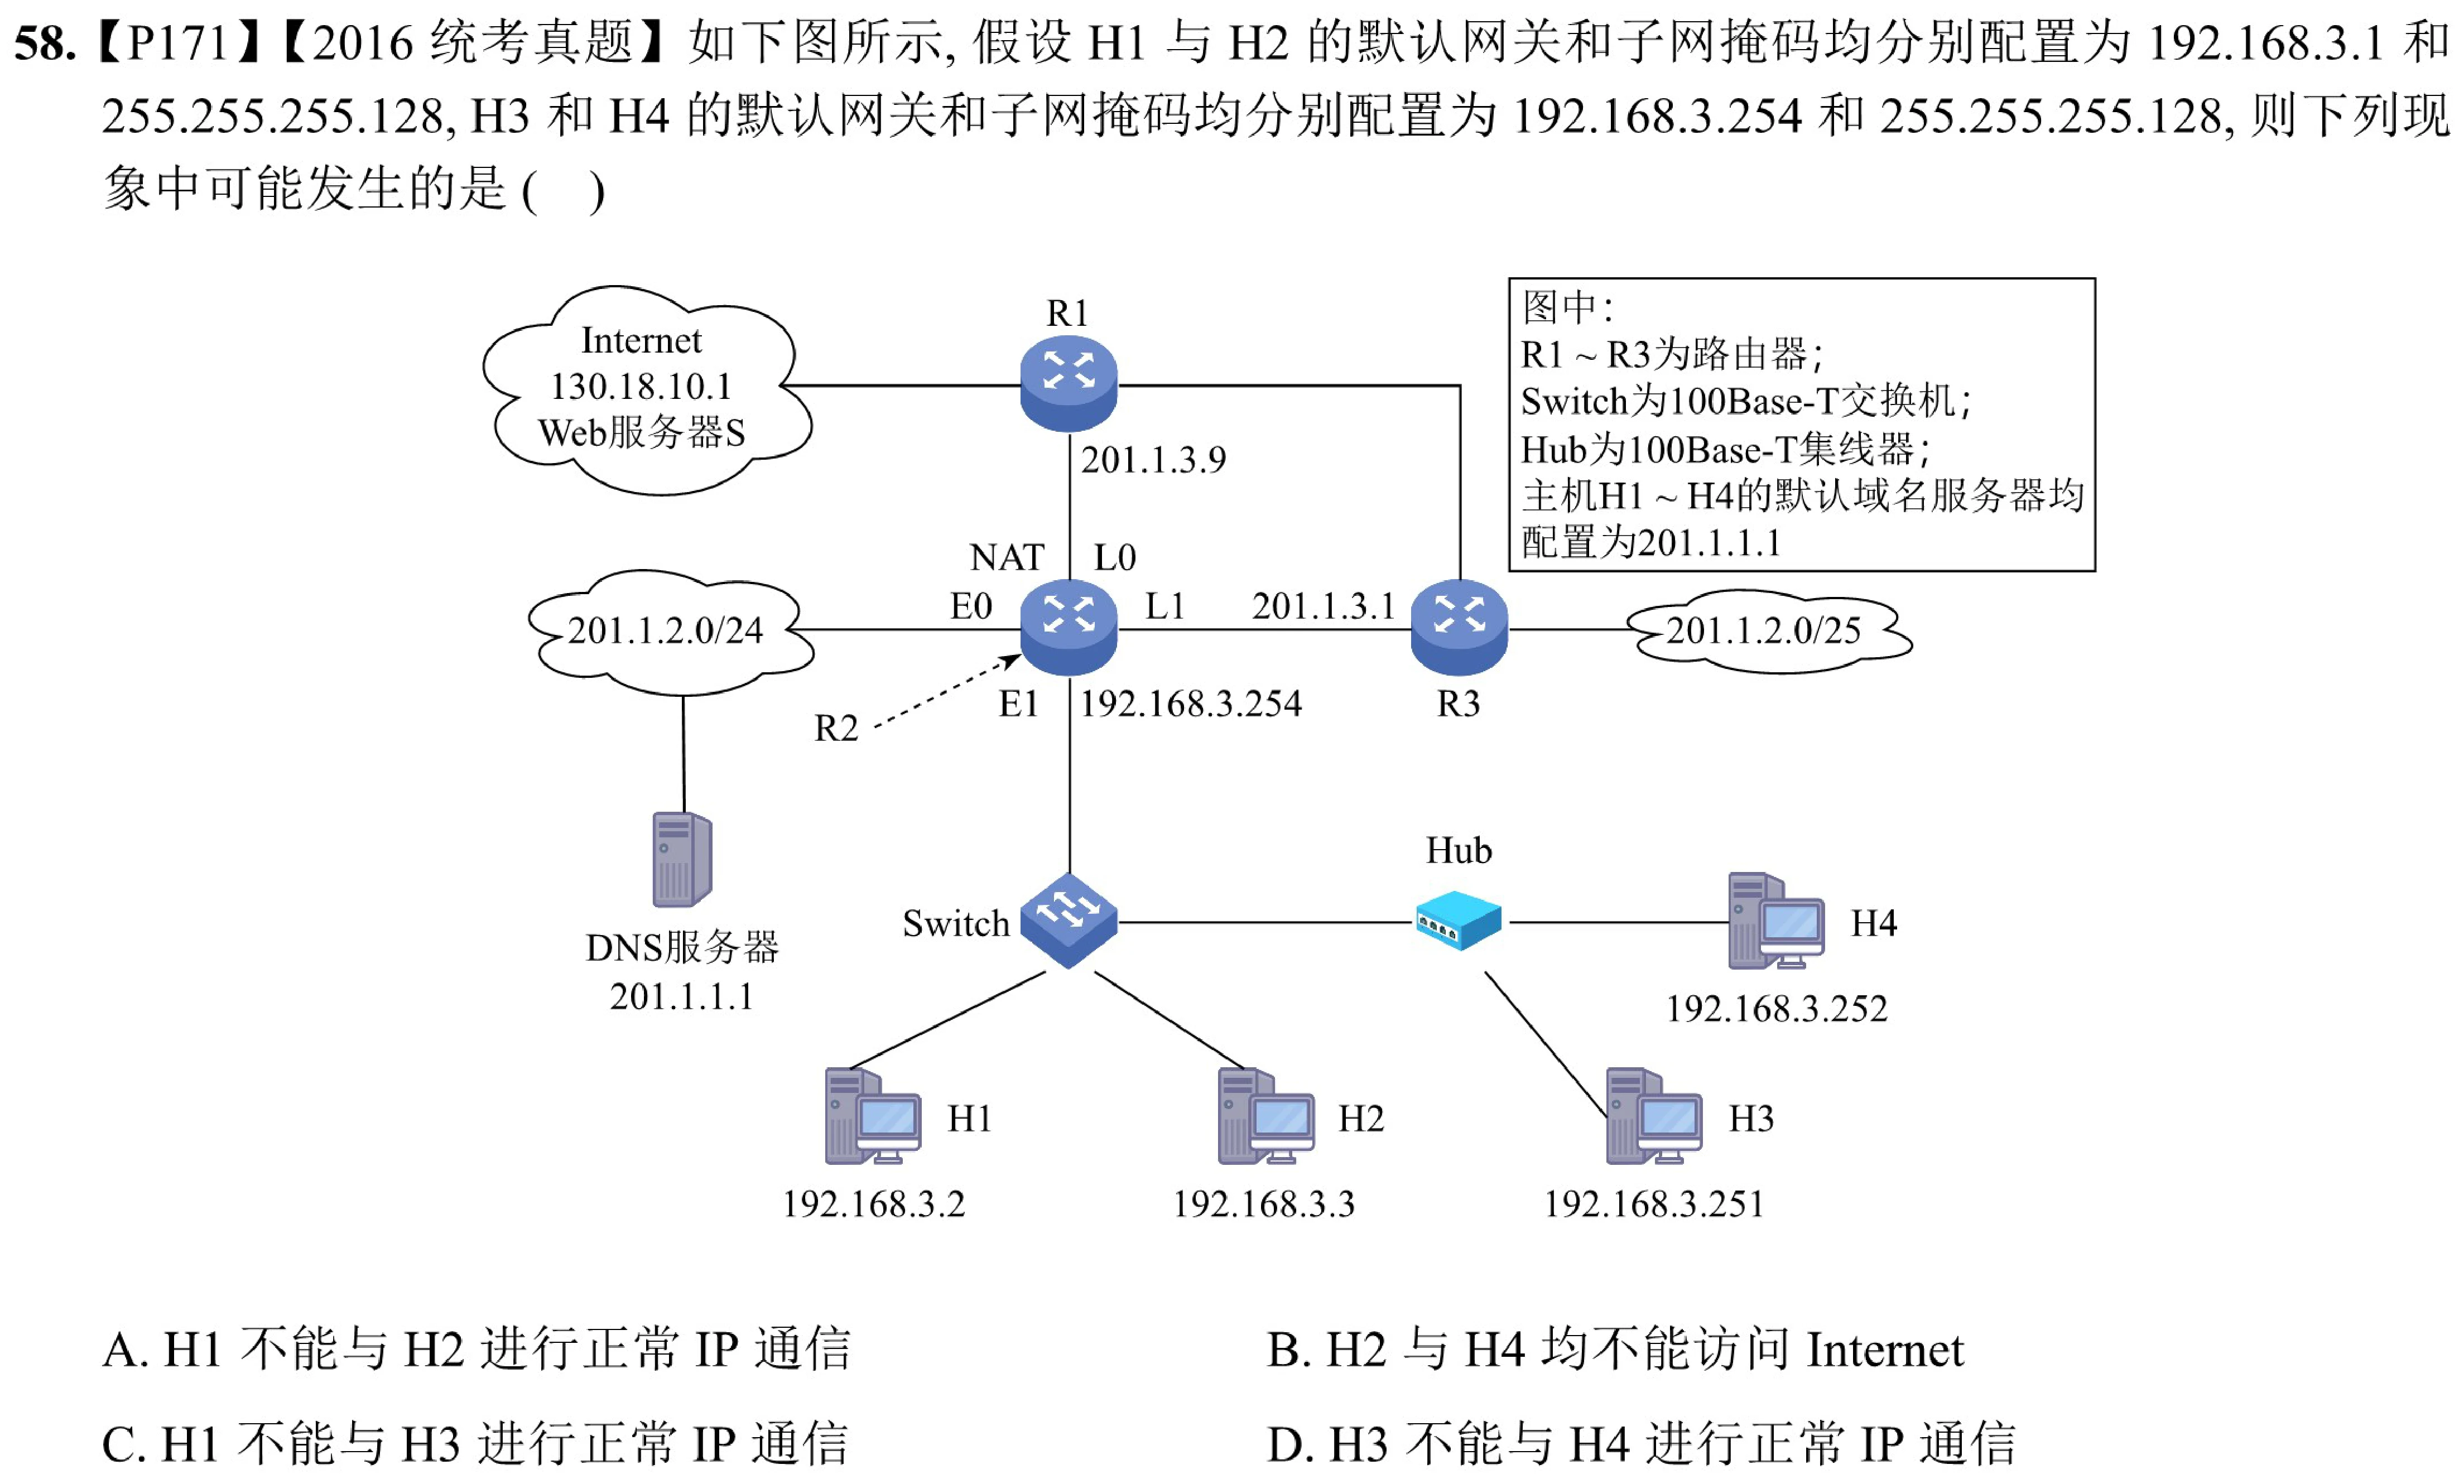 58.【P171】【2016 统考真题】如下图所示, 假设 H1 与 H2 的默认网关和子网掩码均分别配置为 192.168.3.1 和
255.255.255.128, H3 和 H4 的默认网关和子网掩码均分别配置为 192.168.3.254 和 255.255.255.128, 则下列现
象中可能发生的是 (　)
R1
Internet
130.18.10.1
Web服务器S
图中：
R1 ~ R3为路由器；
Switch为100Base-T交换机；
Hub为100Base-T集线器；
主机H1 ~ H4的默认域名服务器均
配置为201.1.1.1
201.1.3.9
NAT L0
E0
L1
201.1.3.1
201.1.2.0/24
201.1.2.0/25
R2
E1
192.168.3.254
R3
Hub
Switch
H4
DNS服务器
201.1.1.1
192.168.3.252
H1
H2
H3
192.168.3.2
192.168.3.3
192.168.3.251
A. H1 不能与 H2 进行正常 IP 通信
B. H2 与 H4 均不能访问 Internet
C. H1 不能与 H3 进行正常 IP 通信
D. H3 不能与 H4 进行正常 IP 通信